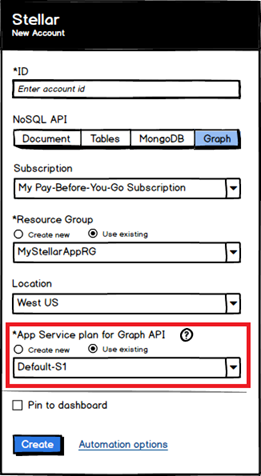 Stellar
New Account
*ID
Enter account id
NoSQL API
Document Tables MongoDB Graph
Subscription
My Pay-Before-You-Go Subscription
*Resource Group
Create new Use existing
MyStellarAppRG
Location
West US
*App Service plan for Graph API ?
Create new Use existing
Default-S1
Pin to dashboard
Create Automation options